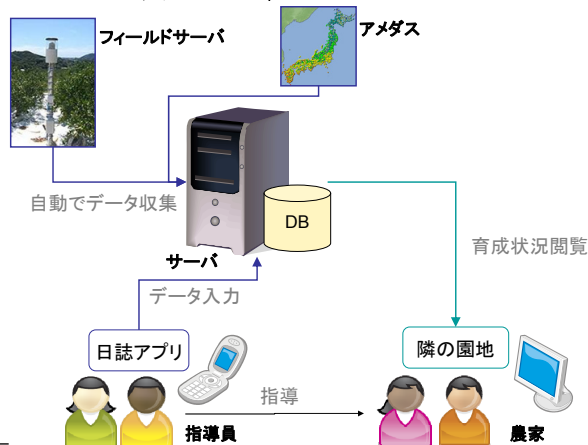 フィールドサーバ
アメダス
自動でデータ収集
DB
サーバ
育成状況閲覧
データ入力
日誌アプリ
隣の園地
指導
指導員
農家